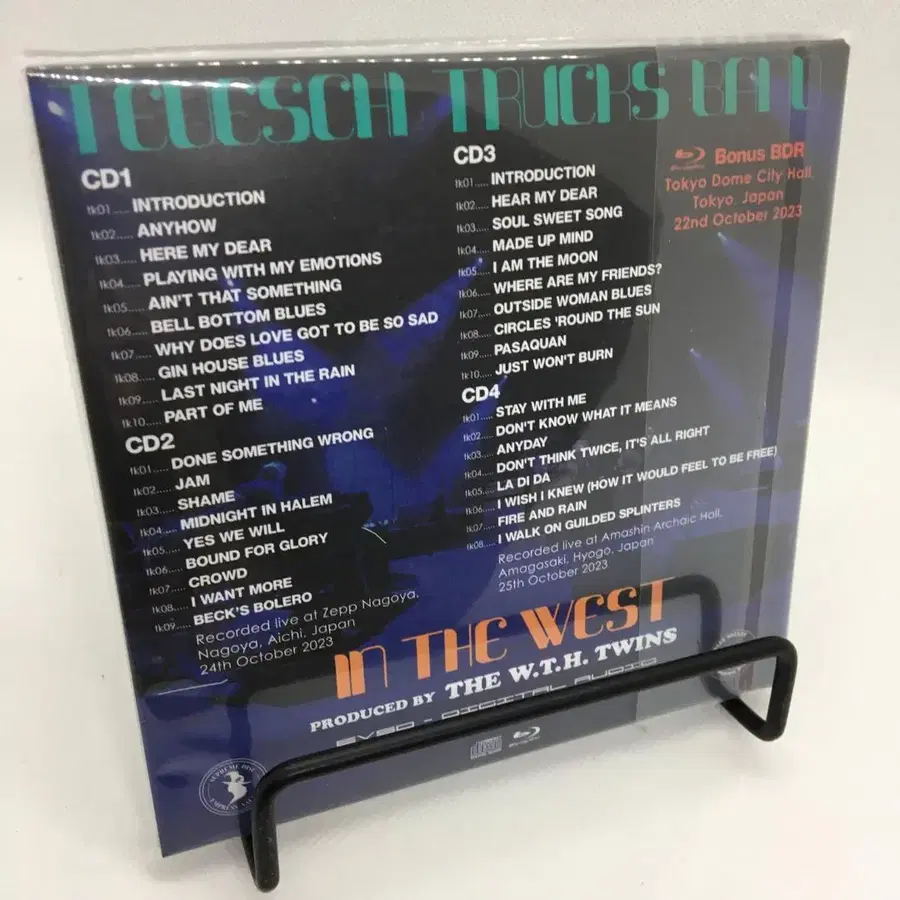 TEDESCHI TRUCKS BAND
CD1
tk01..... INTRODUCTION
tk02..... ANYHOW
tk03..... HERE MY DEAR
tk04..... PLAYING WITH MY EMOTIONS
tk05..... AIN'T THAT SOMETHING
tk06..... BELL BOTTOM BLUES
tk07..... WHY DOES LOVE GOT TO BE SO SAD
tk08..... GIN HOUSE BLUES
tk09..... LAST NIGHT IN THE RAIN
tk10..... PART OF ME
CD2
tk01..... DONE SOMETHING WRONG
tk02..... JAM
tk03..... SHAME
tk04..... MIDNIGHT IN HALEM
tk05..... YES WE WILL
tk06..... BOUND FOR GLORY
tk07..... CROWD
tk08..... I WANT MORE
tk09..... BECK'S BOLERO
Recorded live at Zepp Nagoya,
Nagoya, Aichi, Japan
24th October 2023
CD3
tk01..... INTRODUCTION
tk02..... HEAR MY DEAR
tk03..... SOUL SWEET SONG
tk04..... MADE UP MIND
tk05..... I AM THE MOON
tk06..... WHERE ARE MY FRIENDS?
tk07..... OUTSIDE WOMAN BLUES
tk08..... CIRCLES 'ROUND THE SUN
tk09..... PASAQUAN
tk10..... JUST WON'T BURN
CD4
tk01..... STAY WITH ME
tk02..... DON'T KNOW WHAT IT MEANS
tk03..... ANYDAY
tk04..... DON'T THINK TWICE, IT'S ALL RIGHT
tk05..... LA DI DA
tk06..... I WISH I KNEW (HOW IT WOULD FEEL TO BE FREE)
tk07..... FIRE AND RAIN
tk08..... I WALK ON GUILDED SPLINTERS
Recorded live at Amashin Archaic Hall,
Amagasaki, Hyogo, Japan
25th October 2023
Bonus BDR
Tokyo Dome City Hall,
Tokyo, Japan
22nd October 2023
IN THE WEST
PRODUCED BY THE W.T.H. TWINS
DIGITAL AUDIO